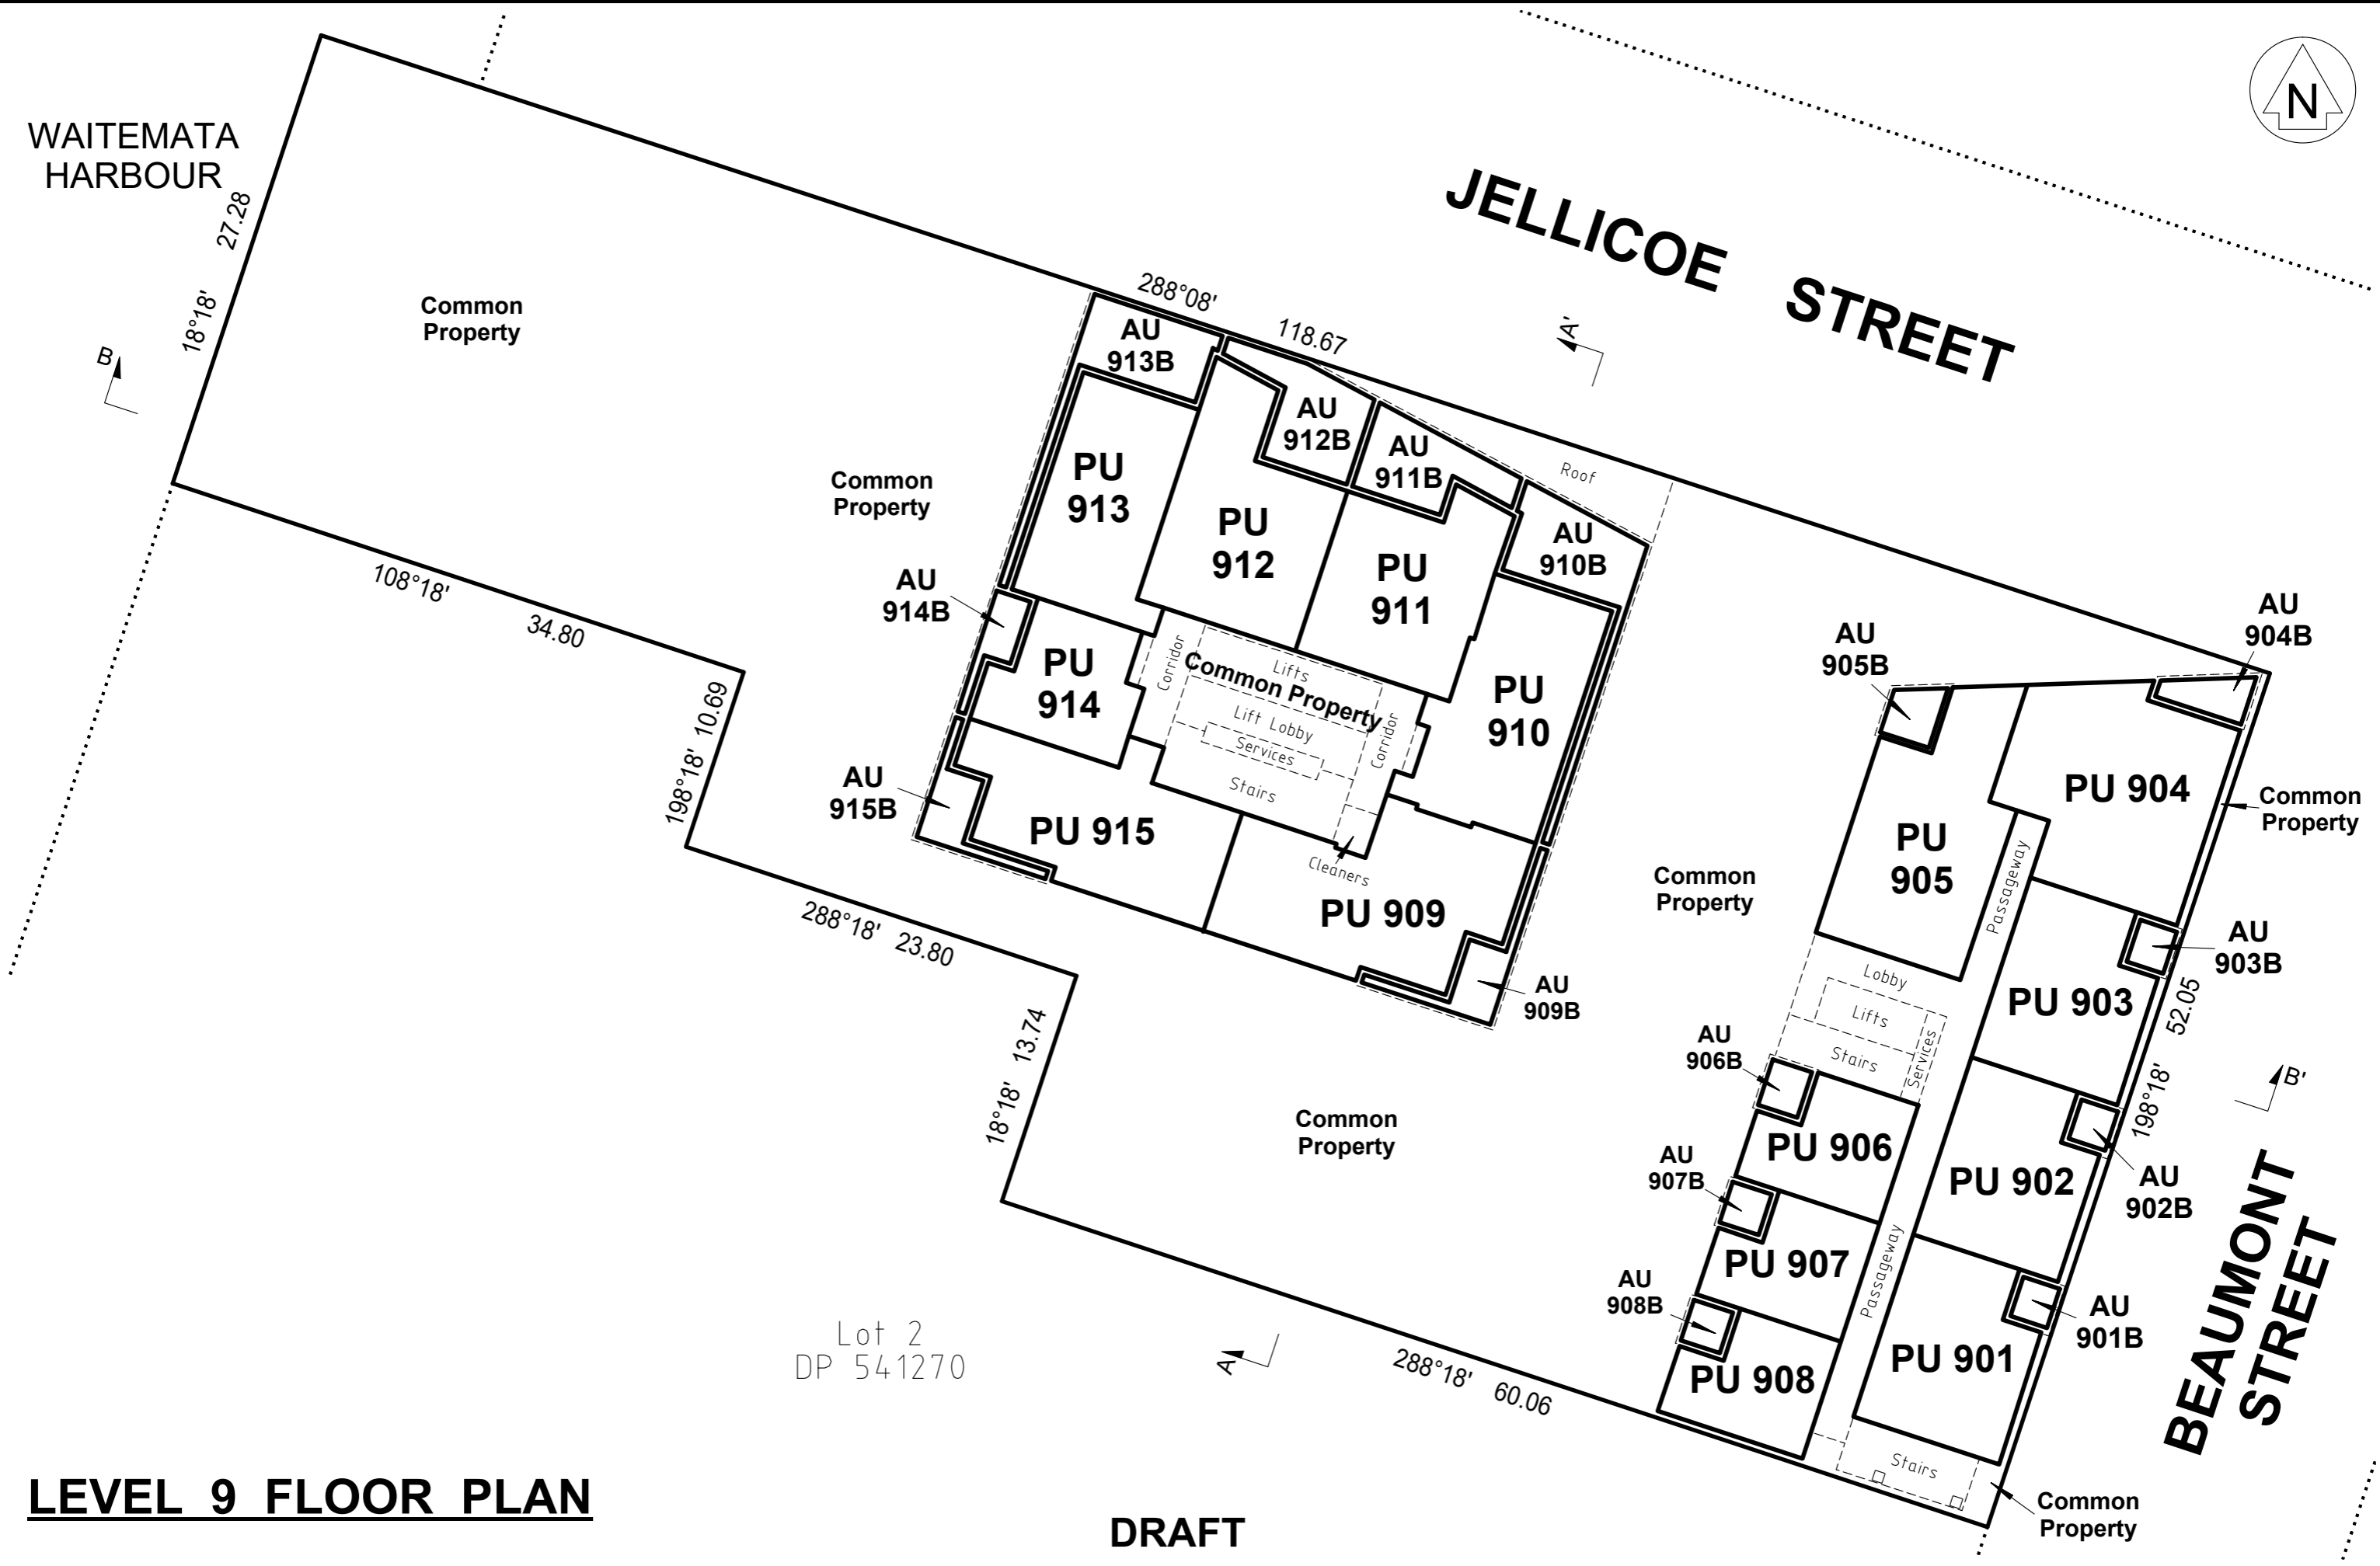 WAITEMATA
HARBOUR
N
JELLICOE STREET
27.28
18°18'
B
Common
Property
288°08'
118.67
A'
AU
913B
AU
912B
AU
911B
Roof
AU
910B
PU
913
PU
912
PU
911
PU
910
Common
Property
108°18'
34.80
AU
914B
PU
914
Corridor
Lifts
Common Property
Lift Lobby
Services
Corridor
Stairs
198°18' 10.69
AU
915B
PU 915
Cleaners
PU 909
AU
909B
288°18' 23.80
Common
Property
AU
905B
AU
904B
PU 904
Common
Property
PU
905
Passageway
AU
903B
PU 903
52.05
Lobby
Lifts
Stairs
Services
18°18' 13.74
Common
Property
AU
906B
PU 906
198°18'
B'
AU
907B
PU 902
AU
902B
PU 907
Passageway
AU
908B
AU
901B
PU 901
PU 908
BEAUMONT
STREET
Lot 2
DP 541270
A
288°18' 60.06
Stairs
Common
Property
LEVEL 9 FLOOR PLAN
DRAFT